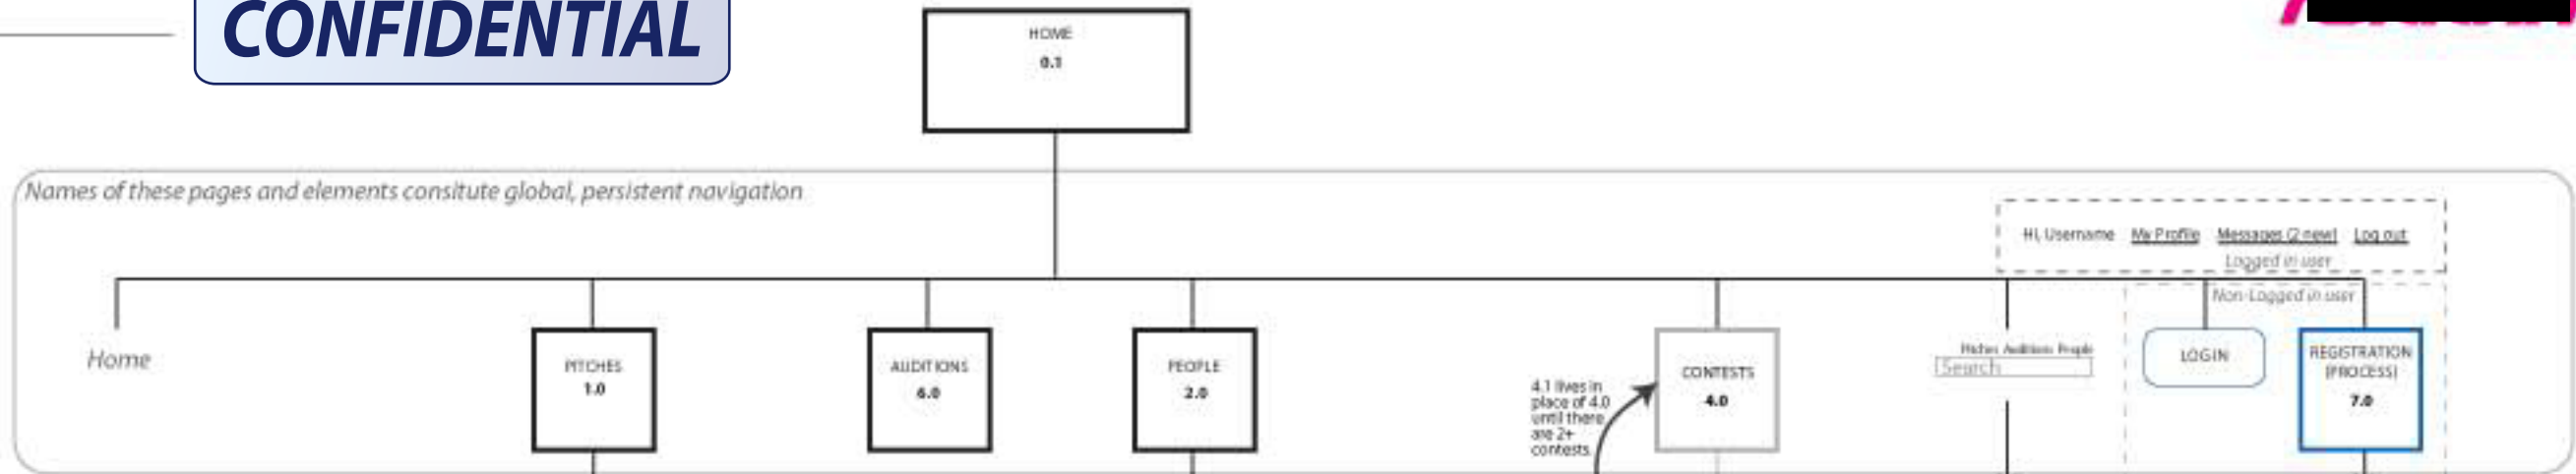 CONFIDENTIAL
HOME
0.1
Names of these pages and elements consitute global, persistent navigation
Hi, Username My Profile Messages (2 new) Log out
Logged in user
Non-Logged in user
Home
PITCHES
1.0
AUDITIONS
6.0
PEOPLE
2.0
4.1 lives in
place of 4.0
until there
are 2+
contests.
CONTESTS
4.0
Pitches Auditions People
Search
LOGIN
REGISTRATION
(PROCESS)
7.0